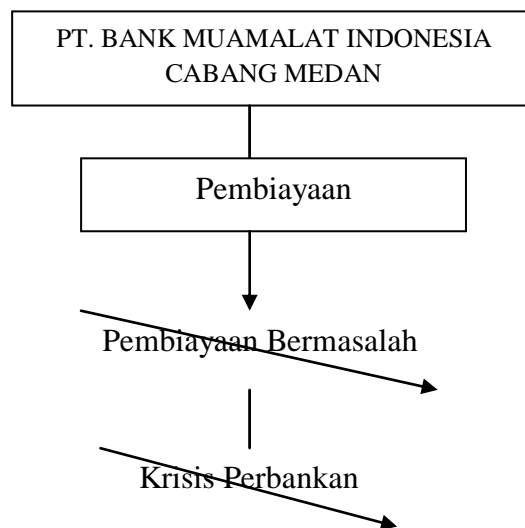 PT. BANK MUAMALAT INDONESIA
CABANG MEDAN
Pembiayaan
Pembiayaan Bermasalah
Krisis Perbankan